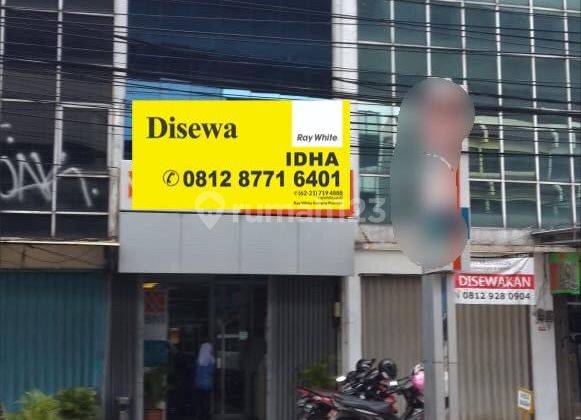 Disewa
Ray White
IDHA
✆ 0812 8771 6401
✆ (62-21) 719 4888
rumah123
DISEWAKAN
0812 928 0904